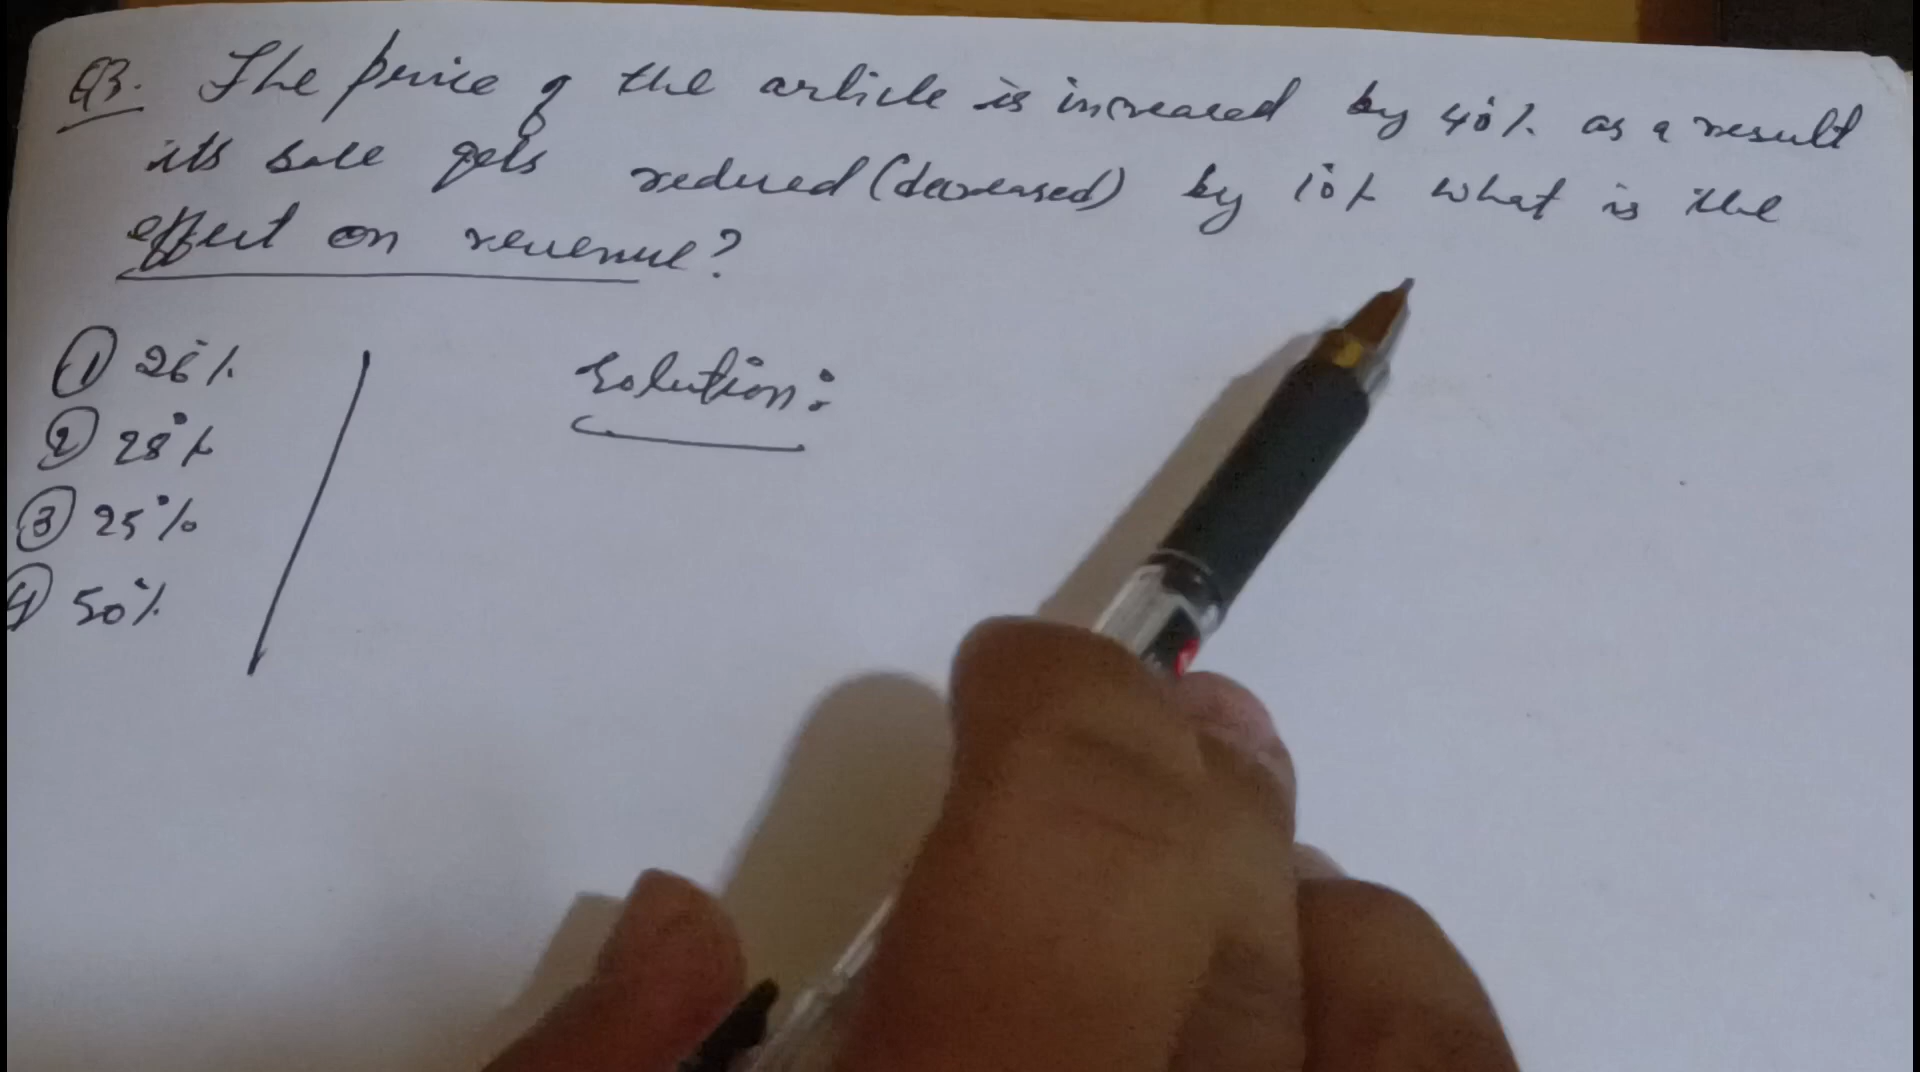 Q3. The price of the article is increased by 40% as a result
its sale gets reduced (decreased) by 10% what is the
effect on revenue?
① 26%
② 28%
③ 25%
④ 50%
Solution: